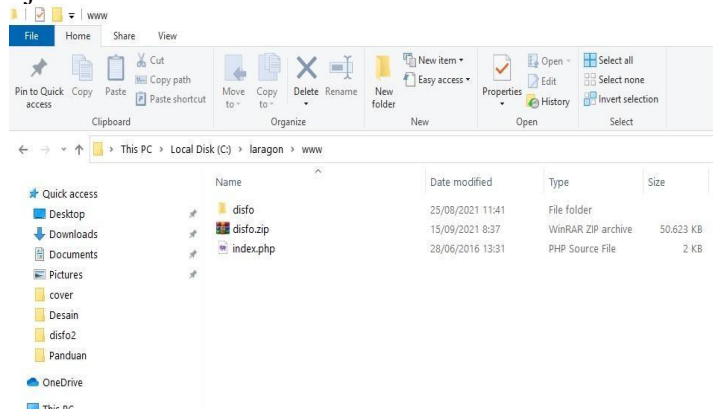 www
File Home Share View
Pin to Quick access
Copy
Paste
Cut
Copy path
Paste shortcut
Clipboard
Move to
Copy to
Delete
Rename
Organize
New folder
New item
Easy access
New
Properties
Open
Edit
History
Open
Select all
Select none
Invert selection
Select
This PC > Local Disk (C:) > laragon > www
Quick access
Desktop
Downloads
Documents
Pictures
cover
Desain
disfo2
Panduan
OneDrive
This PC
Name Date modified Type Size
disfo 25/08/2021 11:41 File folder
disfo.zip 15/09/2021 8:37 WinRAR ZIP archive 50.623 KB
index.php 28/06/2016 13:31 PHP Source File 2 KB